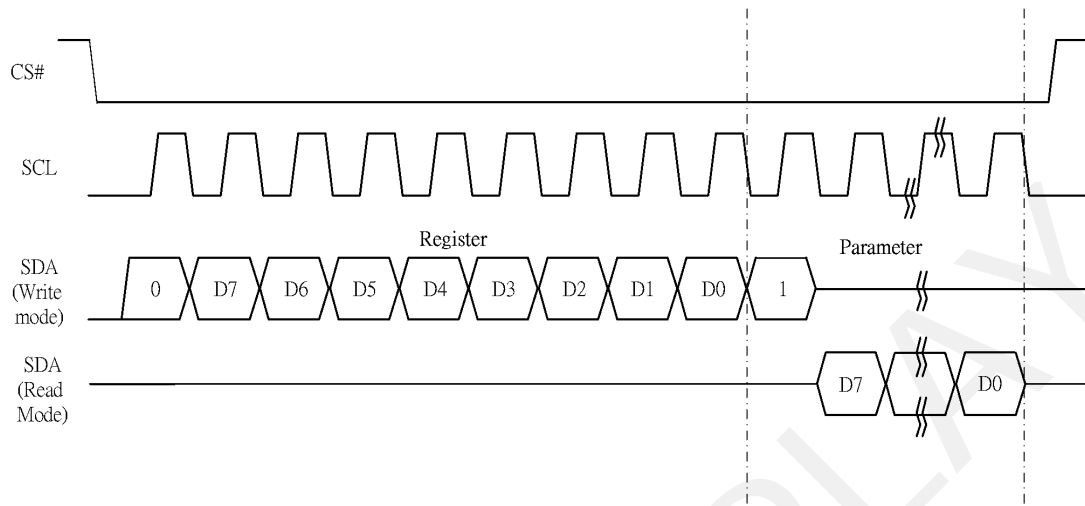 CS#
SCL
Register
Parameter
SDA
(Write
mode)
0 D7 D6 D5 D4 D3 D2 D1 D0 1
SDA
(Read
Mode)
D7 D0